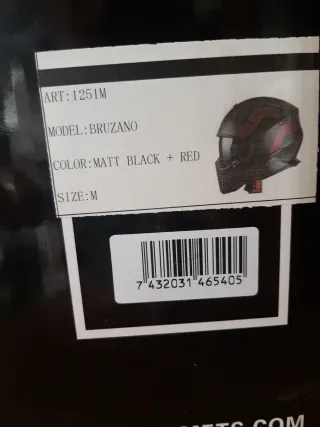 ART:1251M
MODEL:BRUZANO
COLOR:MATT BLACK + RED
SIZE:M
7 432031 465405